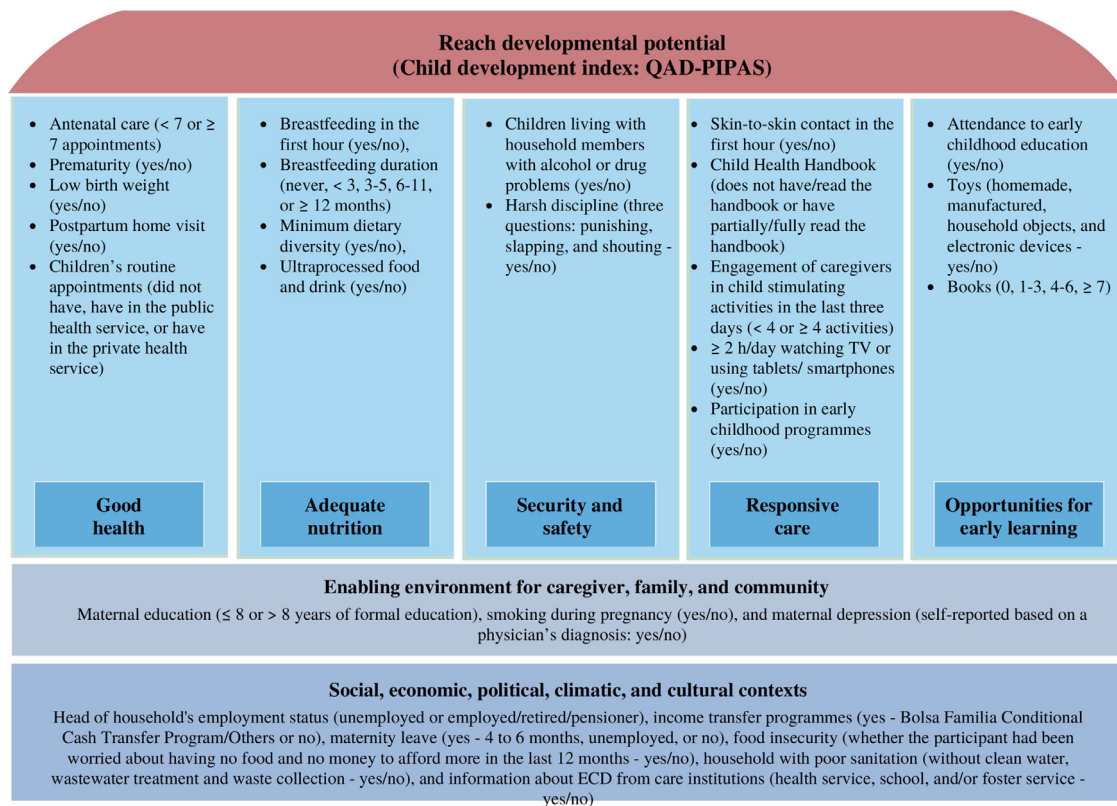 Reach developmental potential
(Child development index: QAD-PIPAS)
• Antenatal care (< 7 or ≥
7 appointments)
• Prematurity (yes/no)
• Low birth weight
(yes/no)
• Postpartum home visit
(yes/no)
• Children's routine
appointments (did not
have, have in the public
health service, or have
in the private health
service)
Good
health
• Breastfeeding in the
first hour (yes/no),
• Breastfeeding duration
(never, < 3, 3-5, 6-11,
or ≥ 12 months)
• Minimum dietary
diversity (yes/no),
• Ultraprocessed food
and drink (yes/no)
Adequate
nutrition
• Children living with
household members
with alcohol or drug
problems (yes/no)
• Harsh discipline (three
questions: punishing,
slapping, and shouting -
yes/no)
Security and
safety
• Skin-to-skin contact in the
first hour (yes/no)
• Child Health Handbook
(does not have/read the
handbook or have
partially/fully read the
handbook)
• Engagement of caregivers
in child stimulating
activities in the last three
days (< 4 or ≥ 4 activities)
• ≥ 2 h/day watching TV or
using tablets/ smartphones
(yes/no)
• Participation in early
childhood programmes
(yes/no)
Responsive
care
• Attendance to early
childhood education
(yes/no)
• Toys (homemade,
manufactured,
household objects, and
electronic devices -
yes/no)
• Books (0, 1-3, 4-6, ≥ 7)
Opportunities for
early learning
Enabling environment for caregiver, family, and community
Maternal education (≤ 8 or > 8 years of formal education), smoking during pregnancy (yes/no), and maternal depression (self-reported based on a
physician's diagnosis: yes/no)
Social, economic, political, climatic, and cultural contexts
Head of household's employment status (unemployed or employed/retired/pensioner), income transfer programmes (yes - Bolsa Familia Conditional
Cash Transfer Program/Others or no), maternity leave (yes - 4 to 6 months, unemployed, or no), food insecurity (whether the participant had been
worried about having no food and no money to afford more in the last 12 months - yes/no), household with poor sanitation (without clean water,
wastewater treatment and waste collection - yes/no), and information about ECD from care institutions (health service, school, and/or foster service -
yes/no)